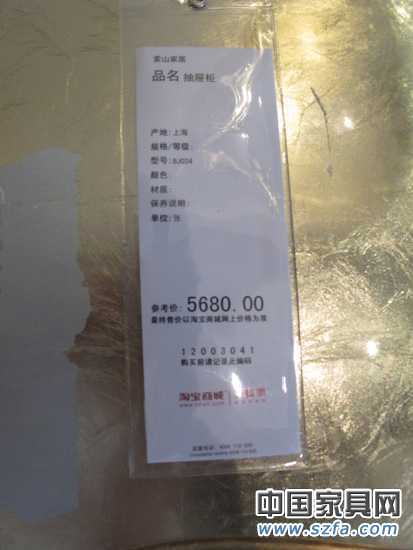 品名 抽屉柜
产地:上海
规格/等级:
型号:BJ034
颜色:
材质:
保养说明:
单位:张
参考价: 5680.00
最终售价以淘宝商城网上价格为准
12003041
购买前请记录此编码
淘宝商城
中国家具网
www.szfa.com